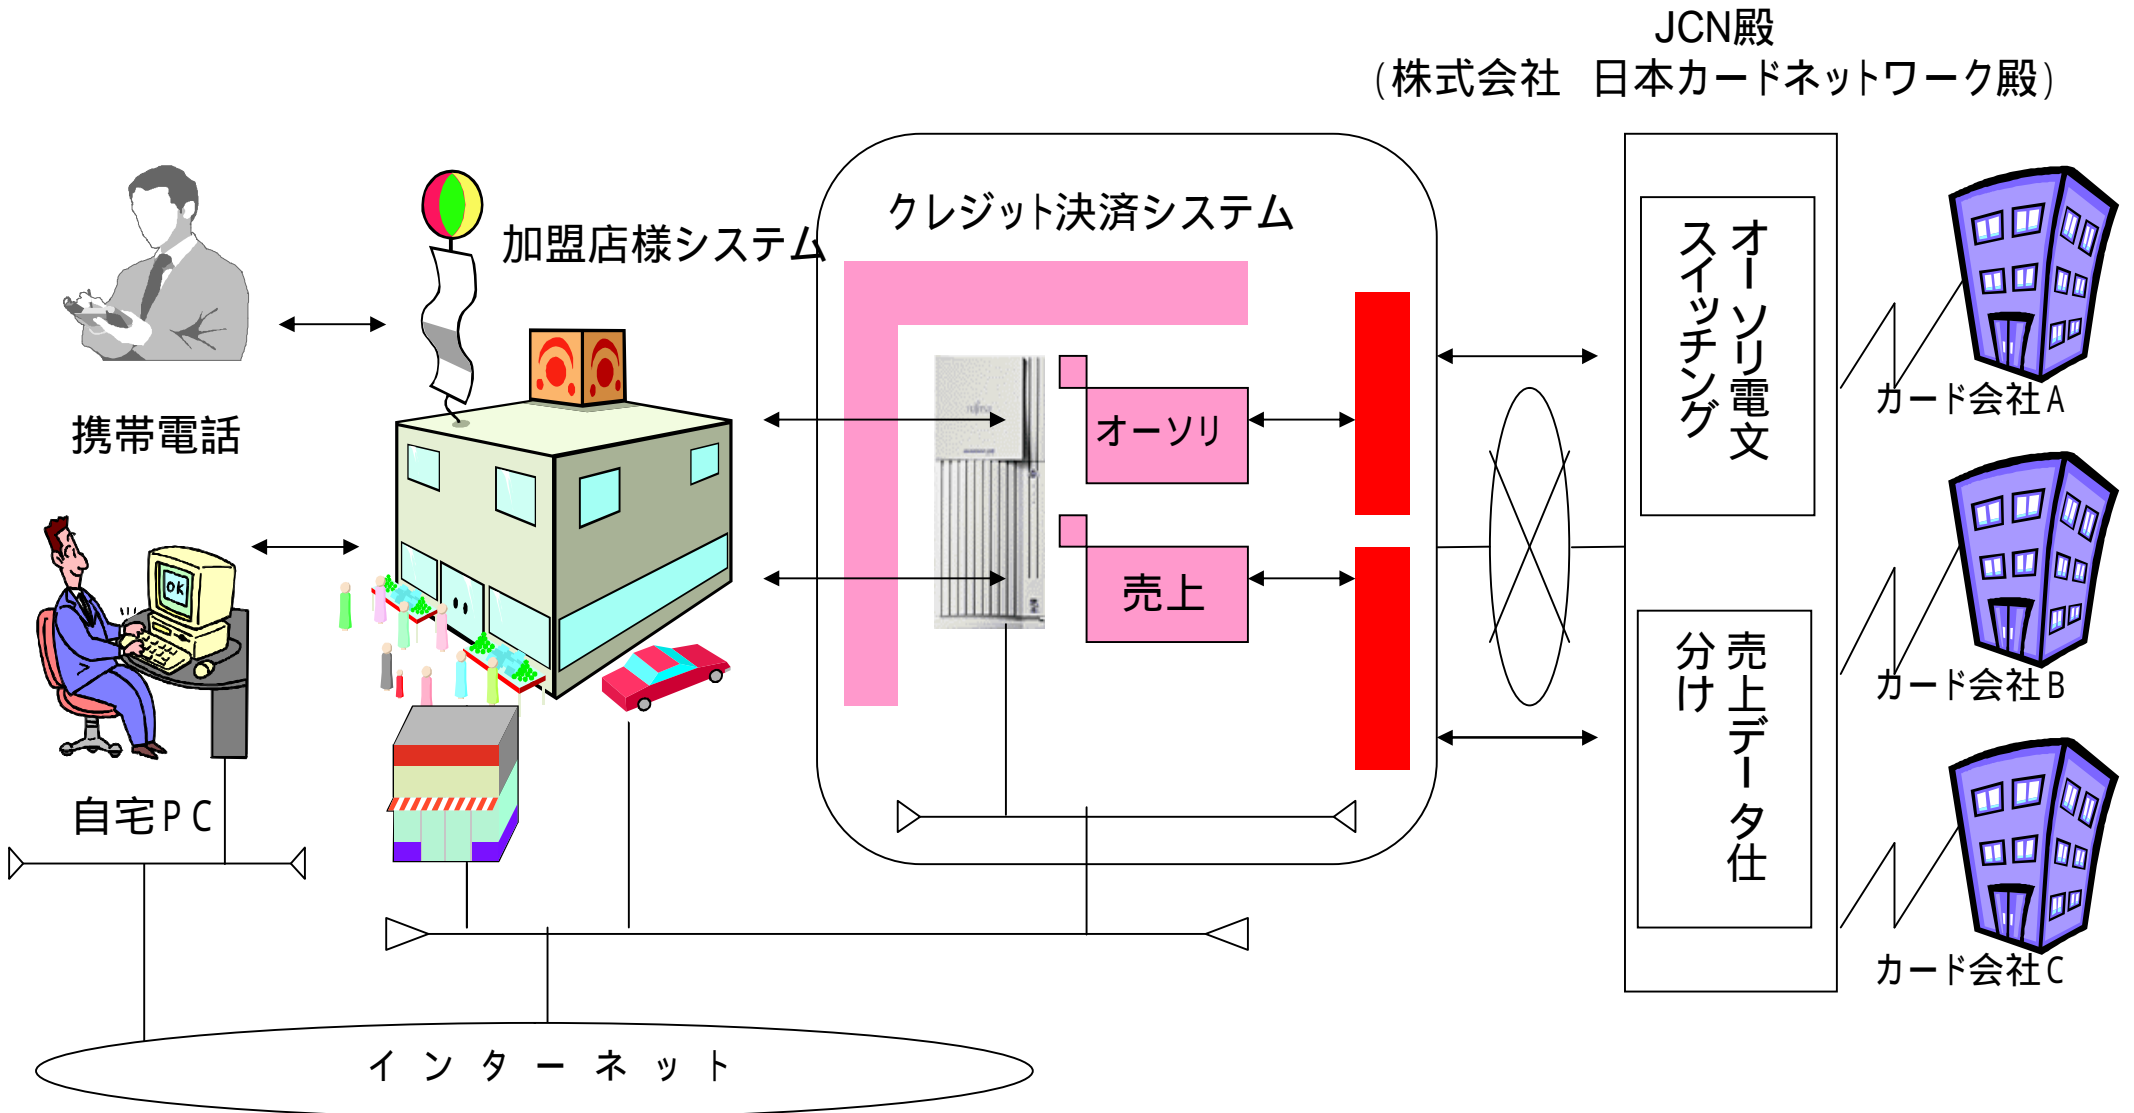 JCN殿
(株式会社　日本カードネットワーク殿)
クレジット決済システム
加盟店様システム
オーソリ電文
スイッチング
カード会社A
オーソリ
携帯電話
OK
売上
売上データ仕
分け
カード会社B
自宅PC
カード会社C
インターネット